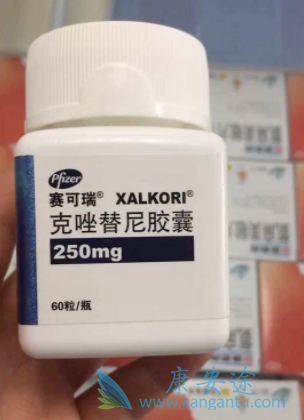 Pfizer
赛可瑞® XALKORI®
克唑替尼胶囊
250mg
60粒/瓶
康安途
www.kangantu.com